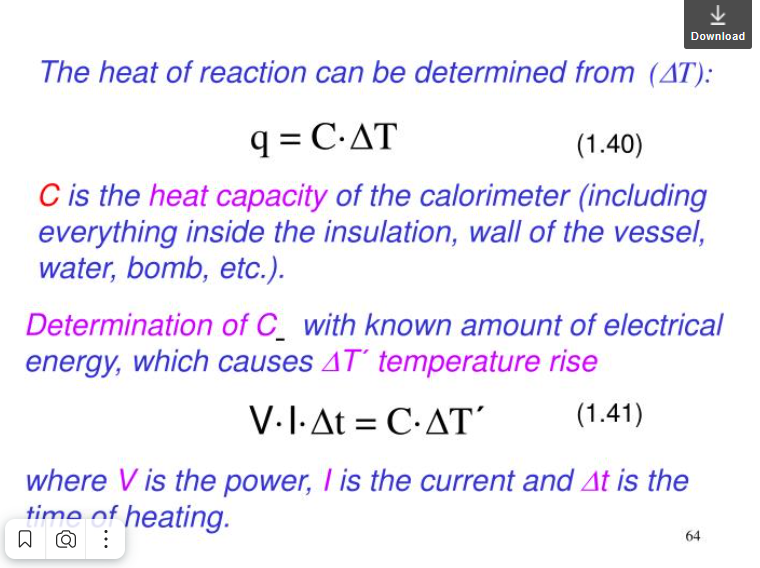 Download
The heat of reaction can be determined from (ΔT):
q = C·ΔT (1.40)
C is the heat capacity of the calorimeter (including
everything inside the insulation, wall of the vessel,
water, bomb, etc.).
Determination of C_ with known amount of electrical
energy, which causes ΔT´ temperature rise
V·I·Δt = C·ΔT´ (1.41)
where V is the power, I is the current and Δt is the
time of heating.
64